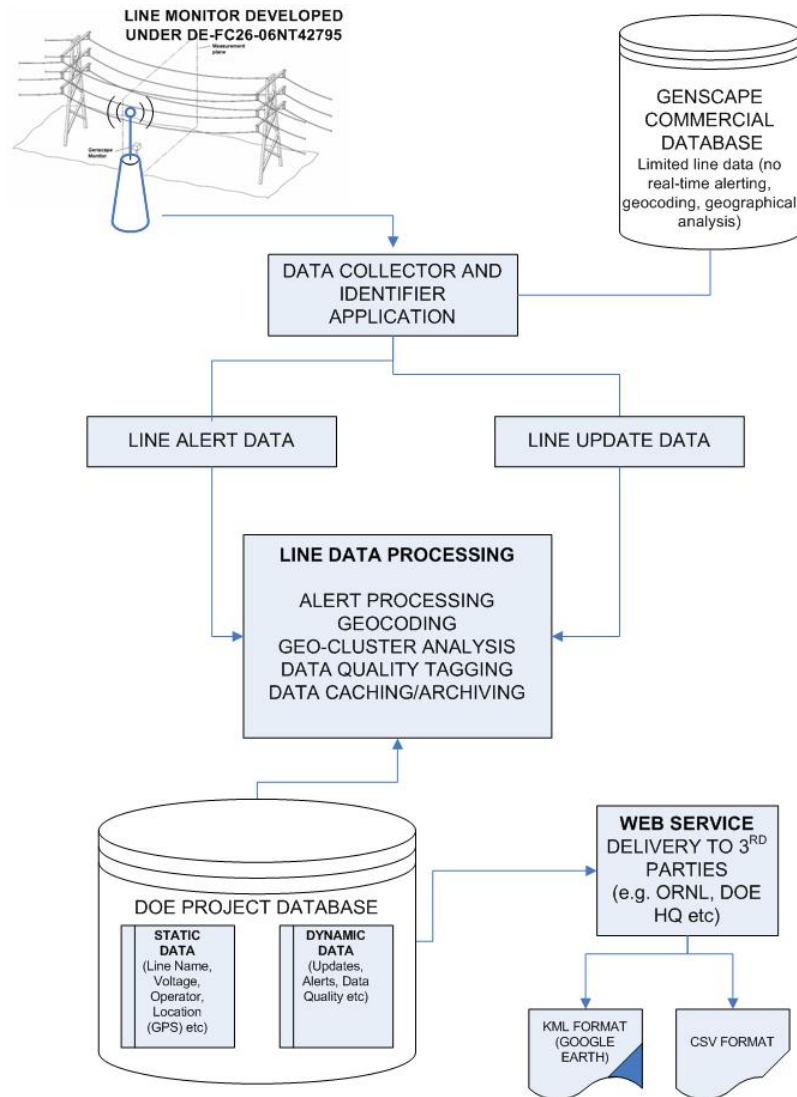 LINE MONITOR DEVELOPED
UNDER DE-FC26-06NT42795
Measurement
plane
Genscape
Monitor
GENSCAPE
COMMERCIAL
DATABASE
Limited line data (no
real-time alerting,
geocoding, geographical
analysis)
DATA COLLECTOR AND
IDENTIFIER
APPLICATION
LINE ALERT DATA
LINE UPDATE DATA
LINE DATA PROCESSING
ALERT PROCESSING
GEOCODING
GEO-CLUSTER ANALYSIS
DATA QUALITY TAGGING
DATA CACHING/ARCHIVING
DOE PROJECT DATABASE
STATIC
DATA
(Line Name,
Voltage,
Operator,
Location
(GPS) etc)
DYNAMIC
DATA
(Updates,
Alerts, Data
Quality etc)
WEB SERVICE
DELIVERY TO 3RD
PARTIES
(e.g. ORNL, DOE
HQ etc)
KML FORMAT
(GOOGLE
EARTH)
CSV FORMAT